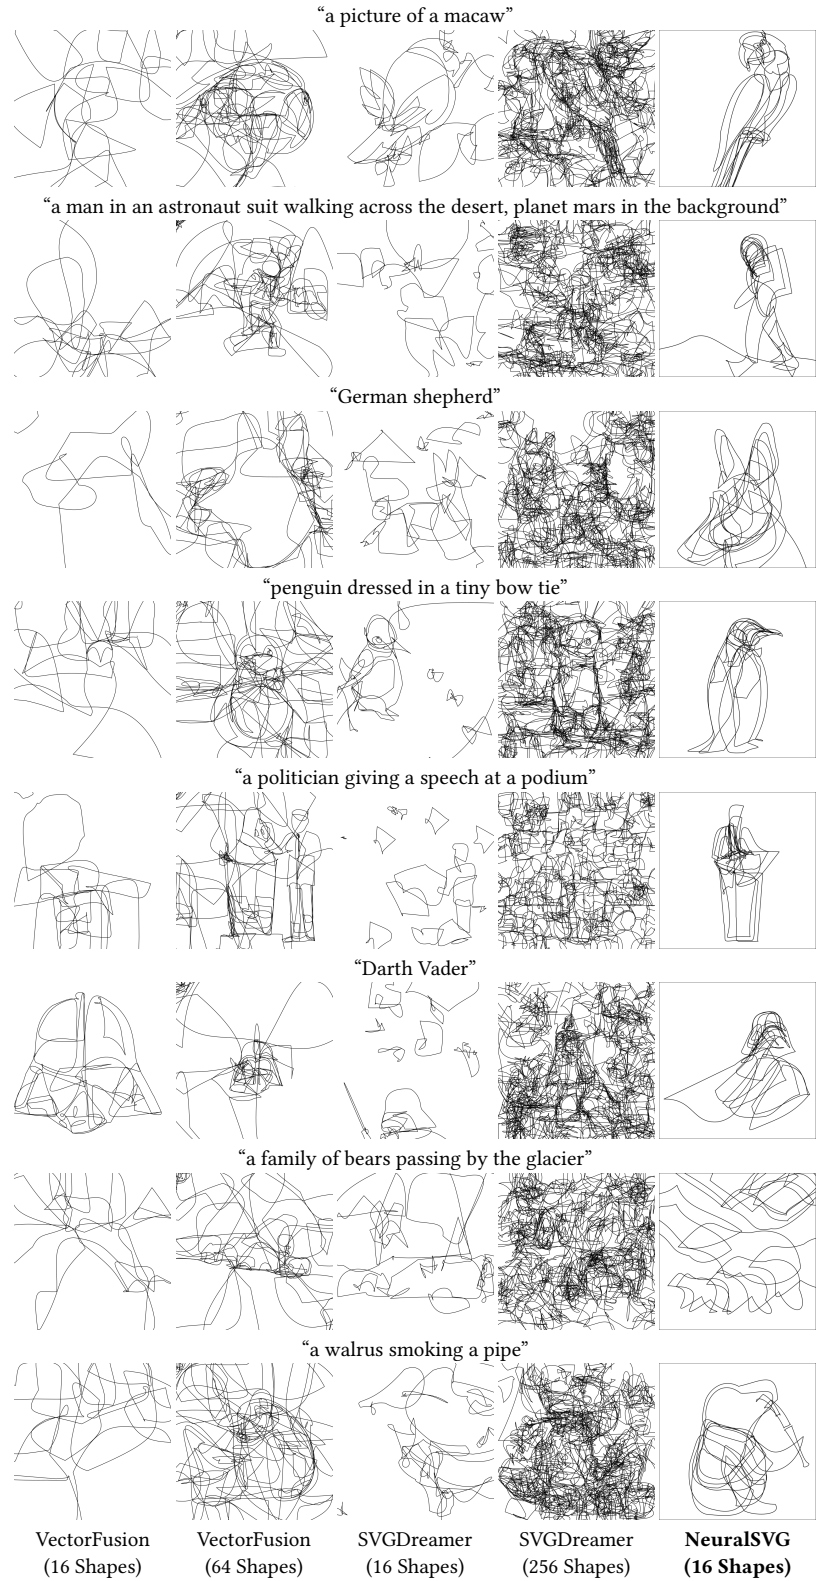 “a picture of a macaw”
“a man in an astronaut suit walking across the desert, planet mars in the background”
“German shepherd”
“penguin dressed in a tiny bow tie”
“a politician giving a speech at a podium”
“Darth Vader”
“a family of bears passing by the glacier”
“a walrus smoking a pipe”
VectorFusion VectorFusion SVGDreamer SVGDreamer NeuralSVG
(16 Shapes) (64 Shapes) (16 Shapes) (256 Shapes) (16 Shapes)